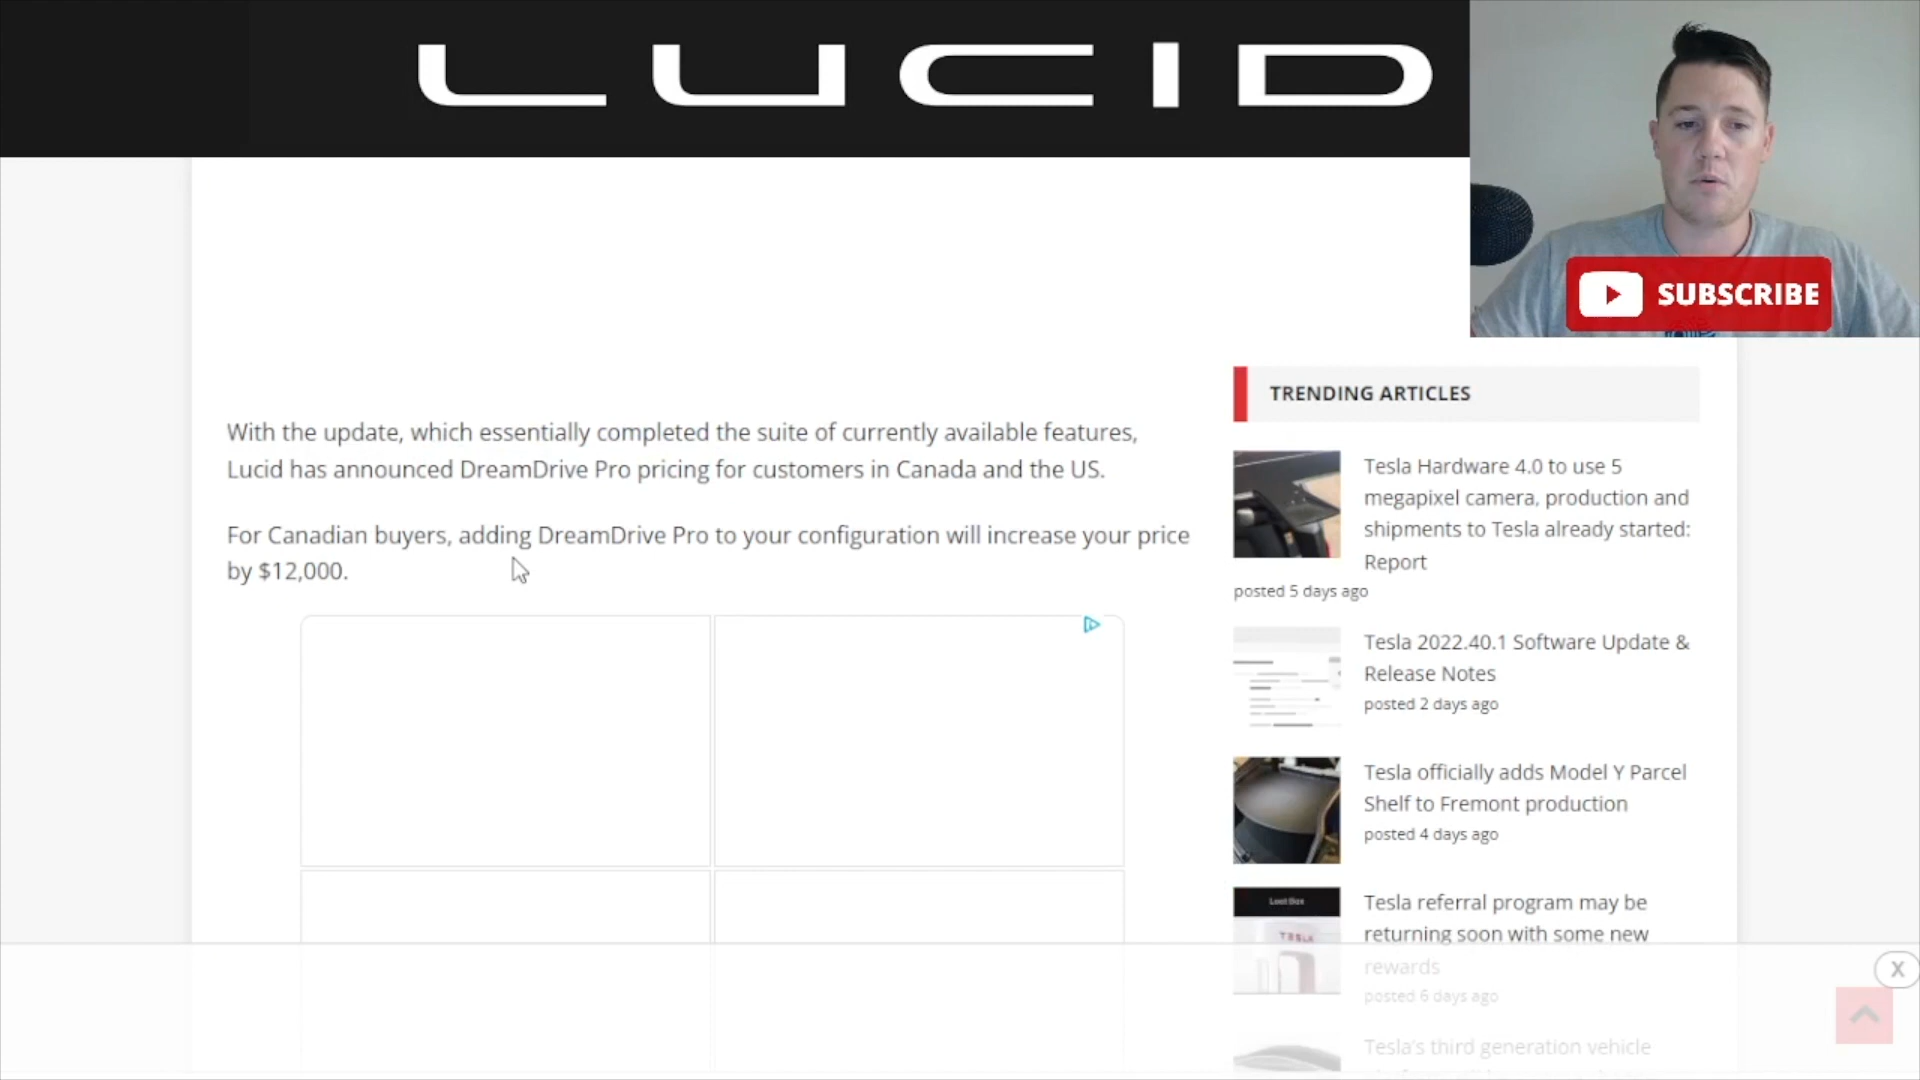 LUCID
SUBSCRIBE
With the update, which essentially completed the suite of currently available features,
Lucid has announced DreamDrive Pro pricing for customers in Canada and the US.
For Canadian buyers, adding DreamDrive Pro to your configuration will increase your price
by $12,000.
TRENDING ARTICLES
Tesla Hardware 4.0 to use 5
megapixel camera, production and
shipments to Tesla already started:
Report
posted 5 days ago
Tesla 2022.40.1 Software Update &
Release Notes
posted 2 days ago
Tesla officially adds Model Y Parcel
Shelf to Fremont production
posted 4 days ago
Loot Box
TESLA
Tesla referral program may be
returning soon with some new
rewards
posted 6 days ago
X
Tesla's third generation vehicle